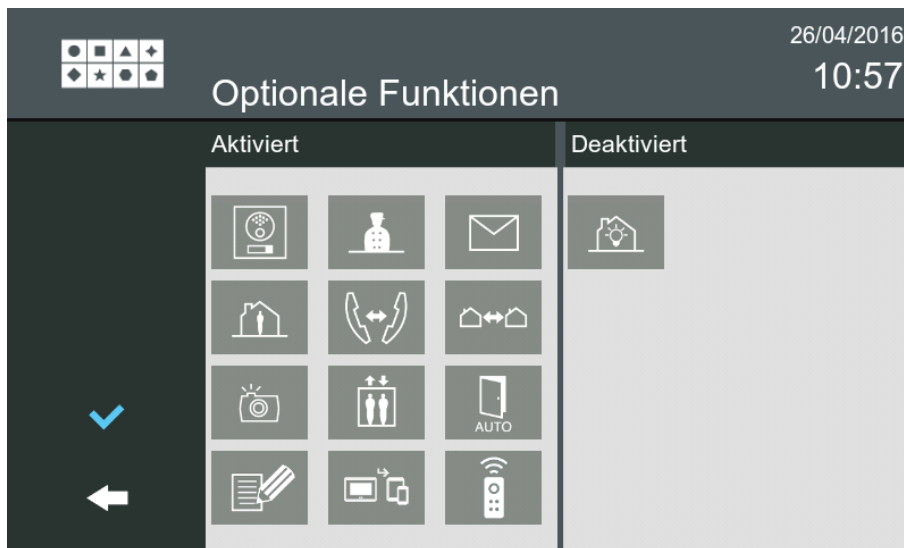 26/04/2016
10:57
Optionale Funktionen
Aktiviert
Deaktiviert
AUTO